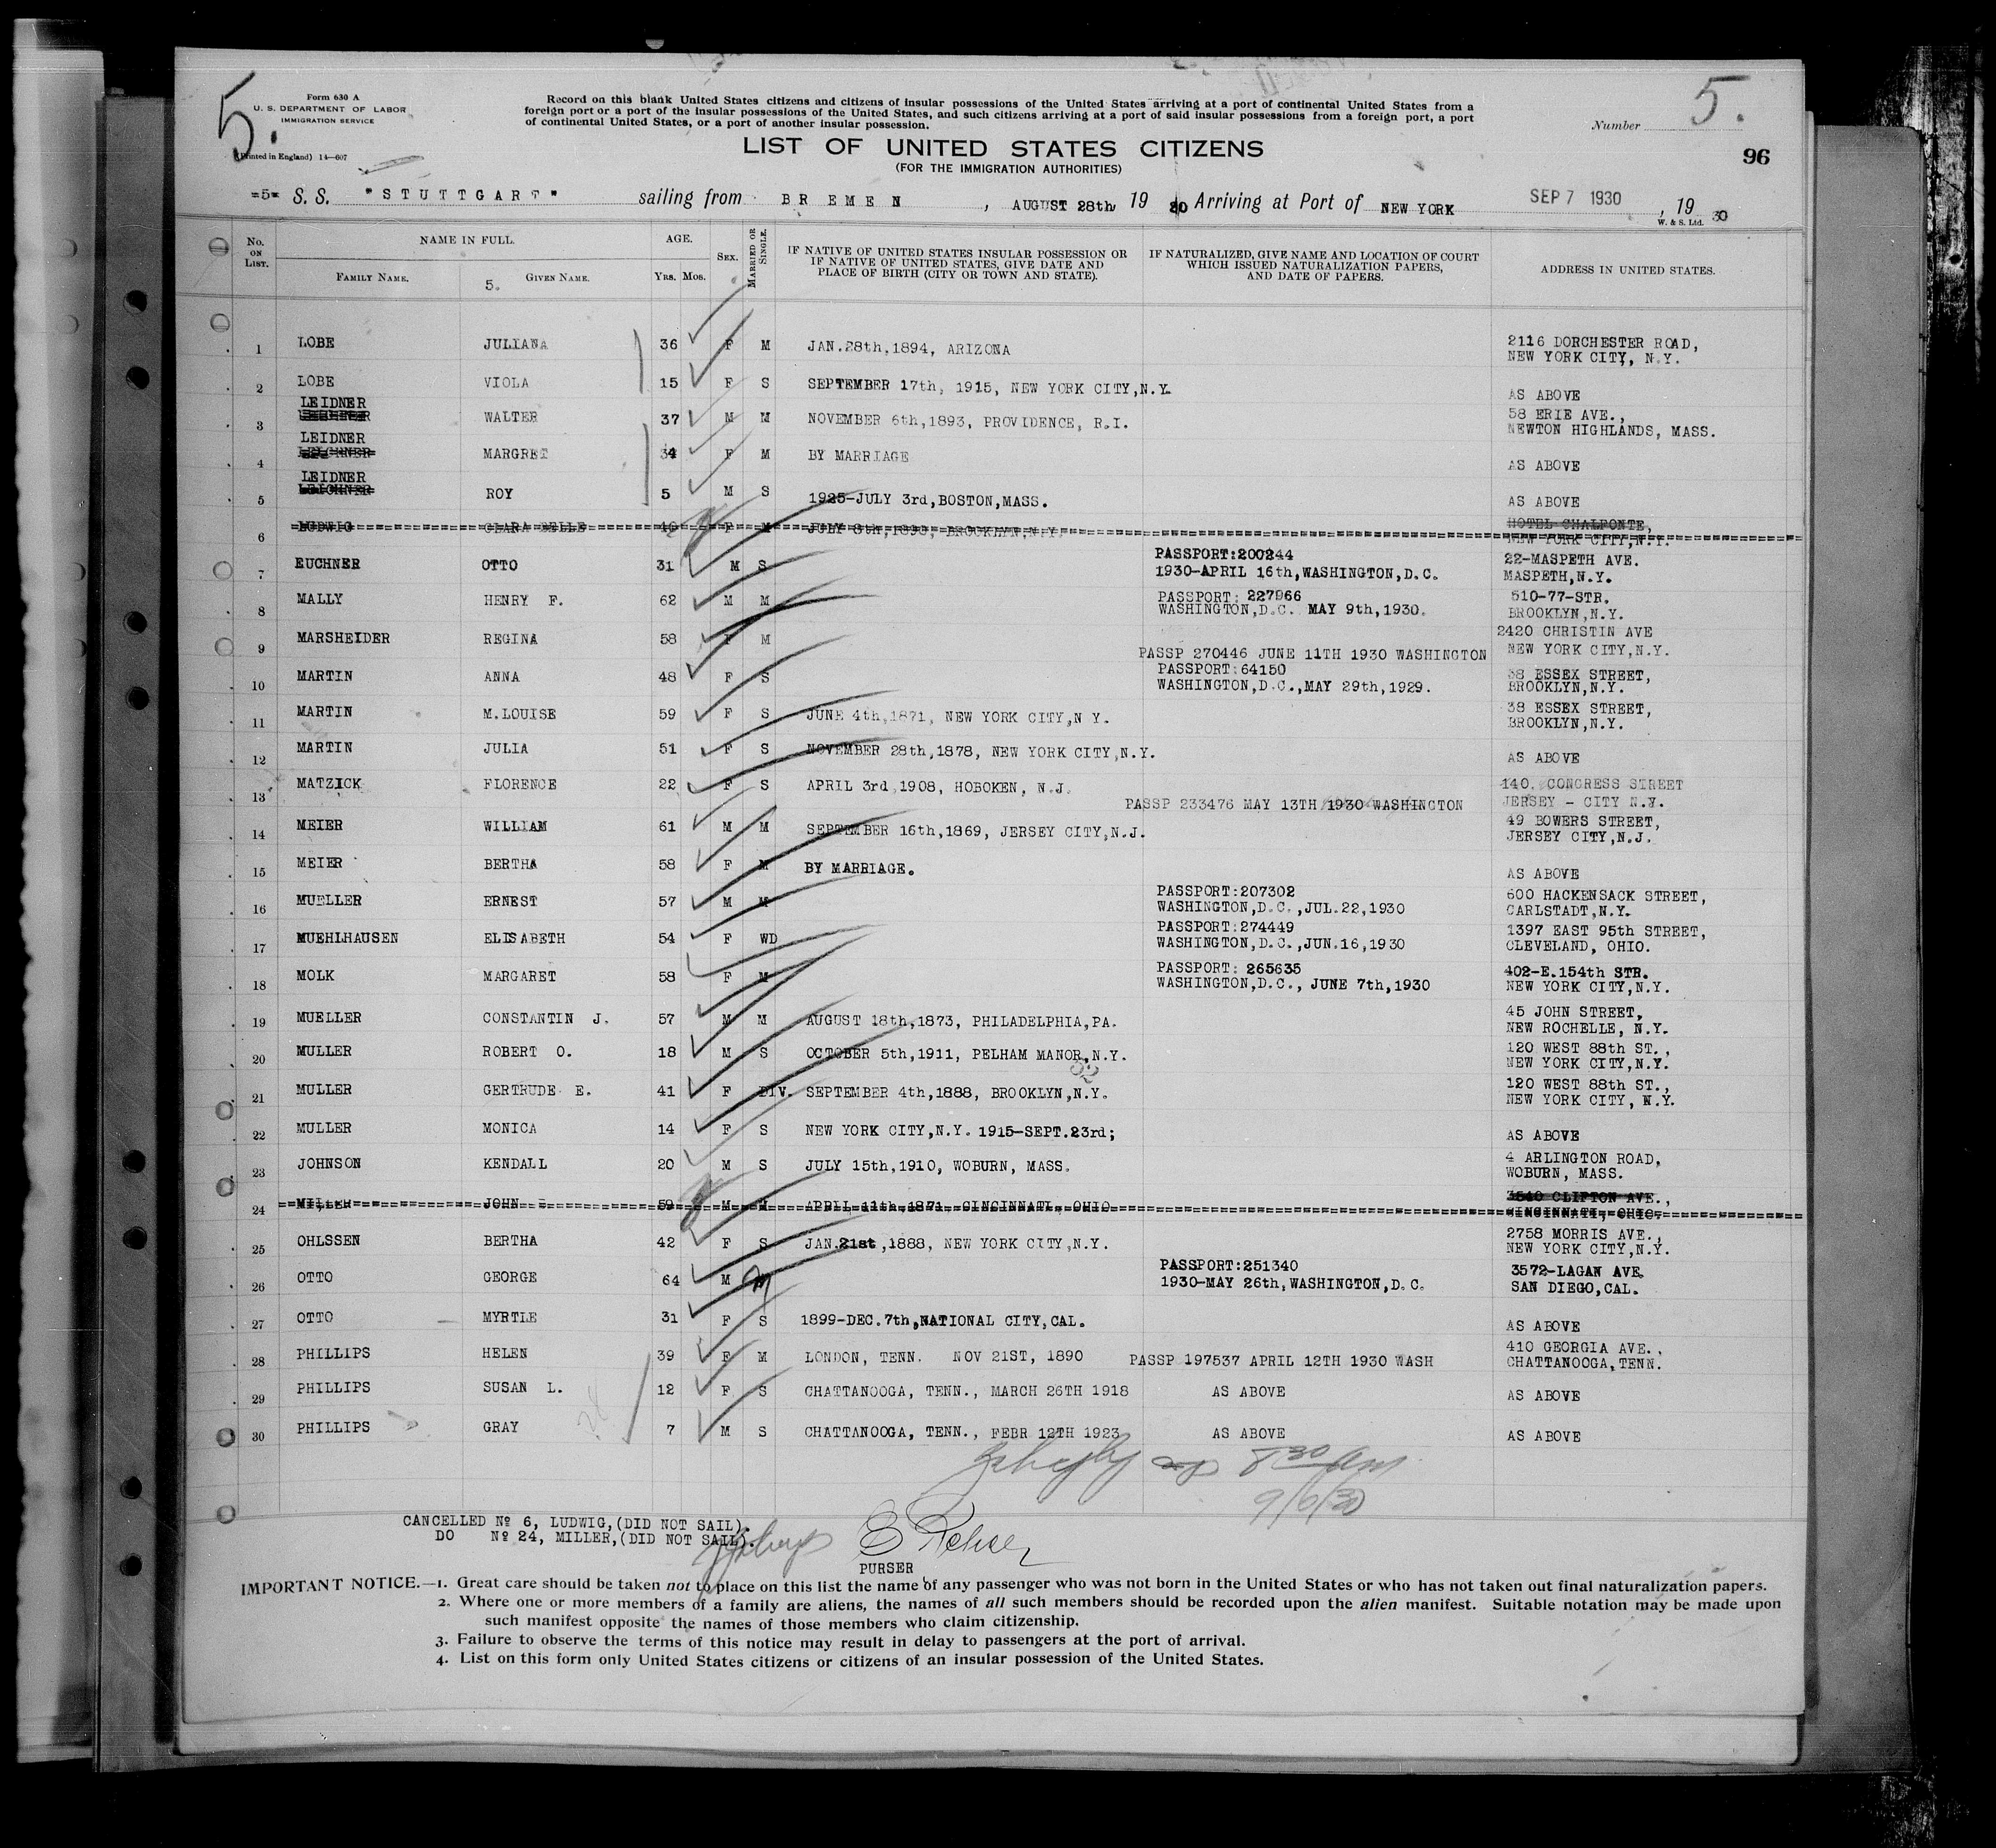 5.
5.
Form 630 A
U. S. DEPARTMENT OF LABOR
IMMIGRATION SERVICE
(Printed in England) 14—607
Record on this blank United States citizens and citizens of insular possessions of the United States arriving at a port of continental United States from a
foreign port or a port of the insular possessions of the United States, and such citizens arriving at a port of said insular possessions from a foreign port, a port
of continental United States, or a port of another insular possession.
Number
96
LIST OF UNITED STATES CITIZENS
(FOR THE IMMIGRATION AUTHORITIES)
=5= S. S. "STUTTGART" sailing from BREMEN, AUGUST 28th, 19 30 Arriving at Port of NEW YORK SEP 7 1930, 19 30
W. & S. Ltd.
No. ON LIST. NAME IN FULL. AGE. SEX. MARRIED OR SINGLE. IF NATIVE OF UNITED STATES INSULAR POSSESSION OR IF NATIVE OF UNITED STATES, GIVE DATE AND PLACE OF BIRTH (CITY OR TOWN AND STATE). IF NATURALIZED, GIVE NAME AND LOCATION OF COURT WHICH ISSUED NATURALIZATION PAPERS, AND DATE OF PAPERS. ADDRESS IN UNITED STATES.
FAMILY NAME. 5. GIVEN NAME. Yrs. Mos.
1 LOBE JULIANA 36 F M JAN.28th,1894, ARIZONA 2116 DORCHESTER ROAD,
NEW YORK CITY, N.Y.
2 LOBE VIOLA 15 F S SEPTEMBER 17th, 1915, NEW YORK CITY,N.Y. AS ABOVE
LEIDNER
3 WALTER 37 M M NOVEMBER 6th,1893, PROVIDENCE, R.I. 58 ERIE AVE.,
NEWTON HIGHLANDS, MASS.
LEIDNER
4 LEICHNER MARGRET 34 F M BY MARRIAGE AS ABOVE
LEIDNER
5 LEICHNER ROY 5 M S 1925-JULY 3rd,BOSTON,MASS. AS ABOVE
6 LUDWIG CLARA BELLE 40 F M JULY 8th,1890, BROOKLYN,N.Y. HOTEL CHALFONTE,
NEW YORK CITY,N.Y.
7 EUCHNER OTTO 31 M S PASSPORT:200244 22-MASPETH AVE.
1930-APRIL 16th,WASHINGTON,D.C. MASPETH,N.Y.
8 MALLY HENRY F. 62 M M PASSPORT: 227966 510-77-STR.
WASHINGTON,D.C. MAY 9th,1930. BROOKLYN,N.Y.
9 MARSHEIDER REGINA 58 F M 2420 CHRISTIN AVE
PASSP 270446 JUNE 11TH 1930 WASHINGTON NEW YORK CITY,N.Y.
10 MARTIN ANNA 48 F S PASSPORT:64150 38 ESSEX STREET,
WASHINGTON,D.C.,MAY 29th,1929. BROOKLYN,N.Y.
11 MARTIN M.LOUISE 59 F S JUNE 4th,1871, NEW YORK CITY,N Y. 38 ESSEX STREET,
BROOKLYN,N.Y.
12 MARTIN JULIA 51 F S NOVEMBER 28th,1878, NEW YORK CITY,N.Y. AS ABOVE
13 MATZICK FLORENCE 22 F S APRIL 3rd,1908, HOBOKEN, N.J. 140. CONGRESS STREET
PASSP 233476 MAY 13TH 1930 WASHINGTON JERSEY - CITY N.Y.
14 MEIER WILLIAM 61 M M SEPTEMBER 16th,1869, JERSEY CITY,N.J. 49 BOWERS STREET,
JERSEY CITY,N.J.
15 MEIER BERTHA 58 F M BY MARRIAGE. AS ABOVE
16 MUELLER ERNEST 57 M M PASSPORT:207302 600 HACKENSACK STREET,
WASHINGTON,D.C.,JUL.22,1930 CARLSTADT,N.Y.
17 MUEHLHAUSEN ELISABETH 54 F WD PASSPORT:274449 1397 EAST 95th STREET,
WASHINGTON,D.C.,JUN.16,1930 CLEVELAND, OHIO.
18 MOLK MARGARET 58 F M PASSPORT: 265635 402-E.154th STR.
WASHINGTON,D.C., JUNE 7th,1930 NEW YORK CITY,N.Y.
19 MUELLER CONSTANTIN J. 57 M M AUGUST 18th,1873, PHILADELPHIA,PA. 45 JOHN STREET,
NEW ROCHELLE, N.Y.
20 MULLER ROBERT O. 18 M S OCTOBER 5th,1911, PELHAM MANOR,N.Y. 120 WEST 88th ST.,
NEW YORK CITY,N.Y.
52
21 MULLER GERTRUDE E. 41 F DIV. SEPTEMBER 4th,1888, BROOKLYN,N.Y. 120 WEST 88th ST.,
NEW YORK CITY, N.Y.
22 MULLER MONICA 14 F S NEW YORK CITY,N.Y. 1915-SEPT.23rd; AS ABOVE
23 JOHNSON KENDALL 20 M S JULY 15th,1910, WOBURN, MASS. 4 ARLINGTON ROAD,
WOBURN, MASS.
24 MILLER JOHN 59 M M APRIL 11th,1871, CINCINNATI, OHIO 3540 CLIFTON AVE.,
CINCINNATI, OHIO.
25 OHLSSEN BERTHA 42 F S JAN.21st,1888, NEW YORK CITY,N.Y. 2758 MORRIS AVE.,
NEW YORK CITY,N.Y.
26 OTTO GEORGE 64 M M PASSPORT:251340 3572-LAGAN AVE.
1930-MAY 26th,WASHINGTON,D.C. SAN DIEGO,CAL.
27 OTTO MYRTLE 31 F S 1899-DEC.7th,NATIONAL CITY,CAL. AS ABOVE
28 PHILLIPS HELEN 39 F M LONDON, TENN. NOV 21ST, 1890 PASSP 197537 APRIL 12TH 1930 WASH 410 GEORGIA AVE.,
CHATTANOOGA,TENN.
29 PHILLIPS SUSAN L. 12 F S CHATTANOOGA, TENN., MARCH 26TH 1918 AS ABOVE AS ABOVE
30 PHILLIPS GRAY 7 M S CHATTANOOGA, TENN., FEBR 12TH 1923 AS ABOVE AS ABOVE
8 30 Am
9/6/30
CANCELLED Nº 6, LUDWIG,(DID NOT SAIL).
DO Nº 24, MILLER,(DID NOT SAIL).
PURSER
IMPORTANT NOTICE.—1. Great care should be taken not to place on this list the name of any passenger who was not born in the United States or who has not taken out final naturalization papers.
2. Where one or more members of a family are aliens, the names of all such members should be recorded upon the alien manifest. Suitable notation may be made upon
such manifest opposite the names of those members who claim citizenship.
3. Failure to observe the terms of this notice may result in delay to passengers at the port of arrival.
4. List on this form only United States citizens or citizens of an insular possession of the United States.